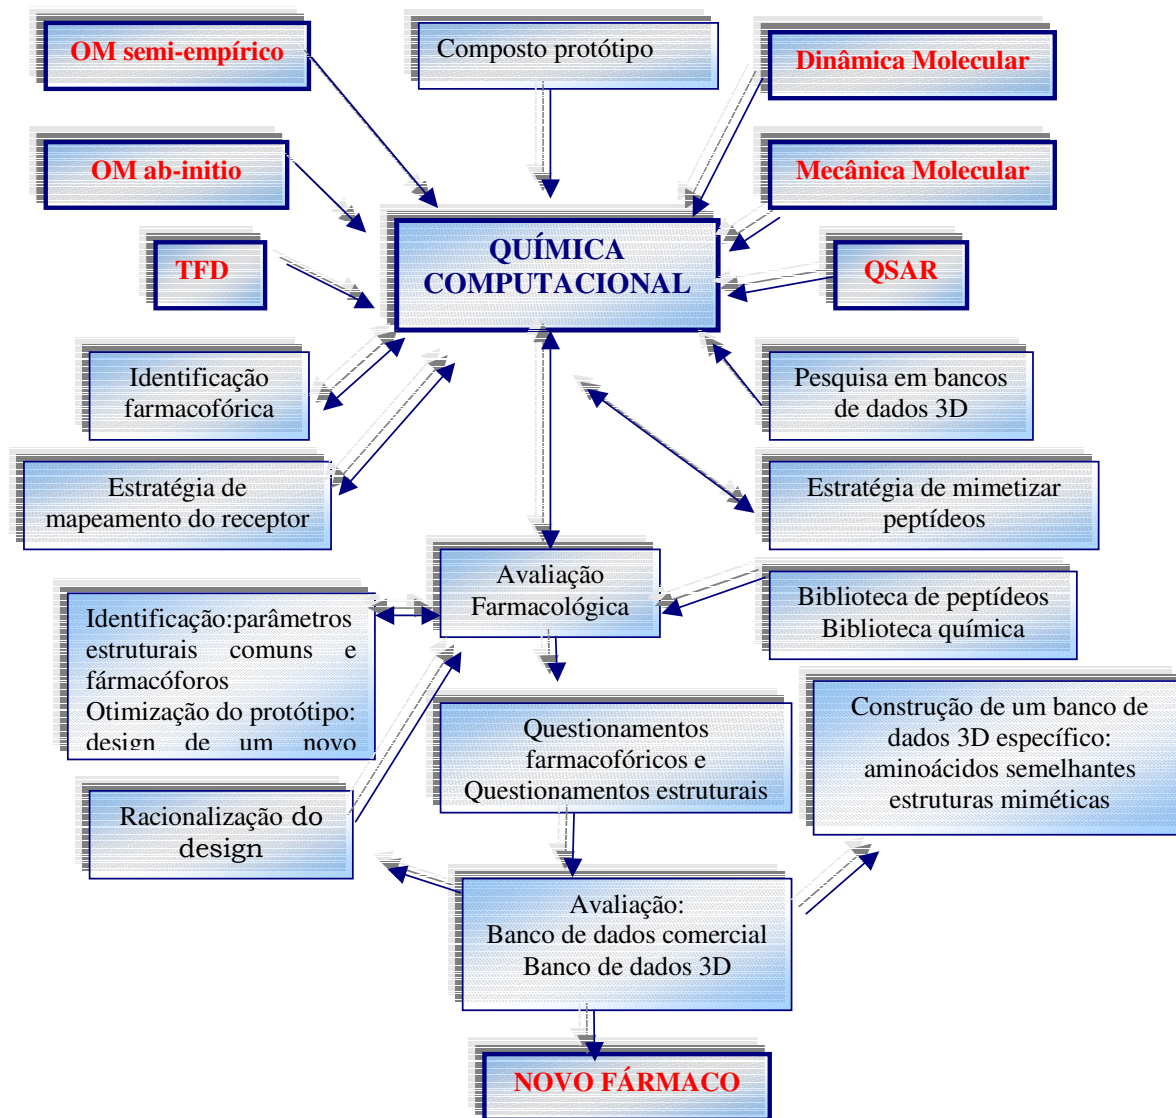 OM semi-empírico
Composto protótipo
Dinâmica Molecular
OM ab-initio
Mecânica Molecular
TFD
QUÍMICA
COMPUTACIONAL
QSAR
Identificação
farmacofórica
Pesquisa em bancos
de dados 3D
Estratégia de
mapeamento do receptor
Estratégia de mimetizar
peptídeos
Avaliação
Farmacológica
Biblioteca de peptídeos
Biblioteca química
Identificação:parâmetros
estruturais comuns e
fármacóforos
Otimização do protótipo:
design de um novo
Questionamentos
farmacofóricos e
Questionamentos estruturais
Construção de um banco de
dados 3D específico:
aminoácidos semelhantes
estruturas miméticas
Racionalização do
design
Avaliação:
Banco de dados comercial
Banco de dados 3D
NOVO FÁRMACO